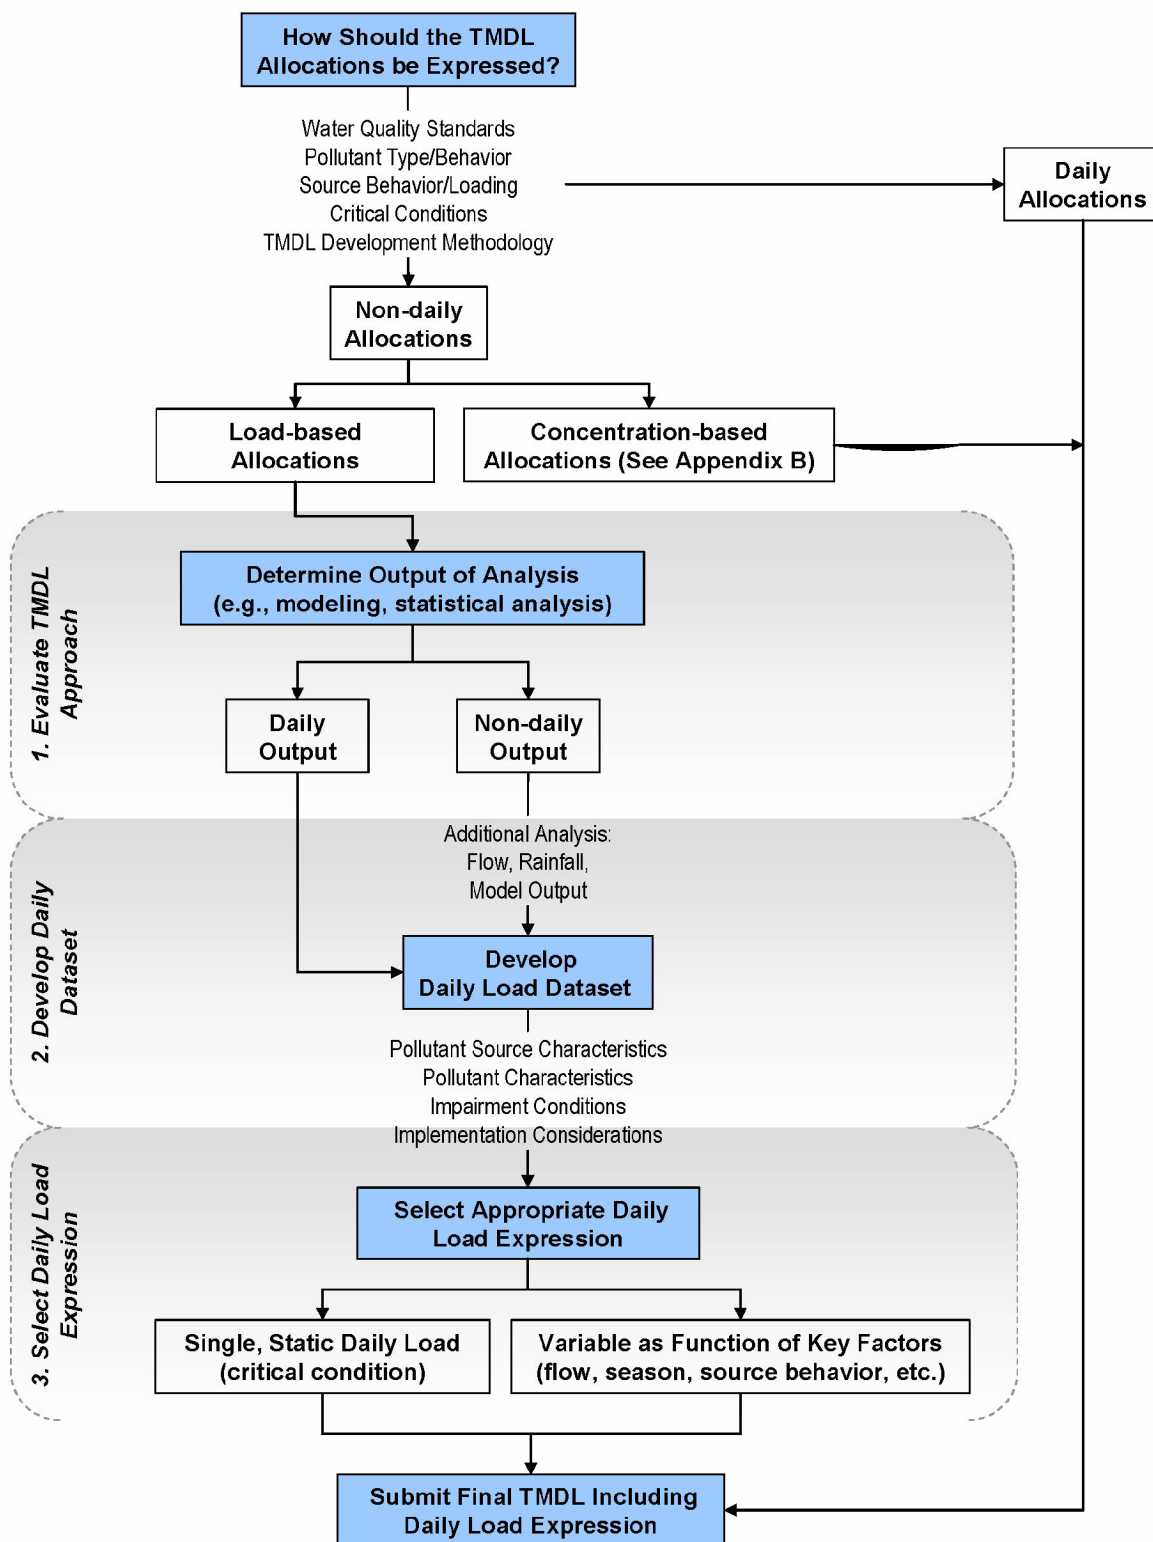 How Should the TMDL
Allocations be Expressed?
Water Quality Standards
Pollutant Type/Behavior
Source Behavior/Loading
Critical Conditions
TMDL Development Methodology
Daily
Allocations
Non-daily
Allocations
Load-based
Allocations
Concentration-based
Allocations (See Appendix B)
1. Evaluate TMDL
Approach
Determine Output of Analysis
(e.g., modeling, statistical analysis)
Daily
Output
Non-daily
Output
2. Develop Daily
Dataset
Additional Analysis:
Flow, Rainfall,
Model Output
Develop
Daily Load Dataset
Pollutant Source Characteristics
Pollutant Characteristics
Impairment Conditions
Implementation Considerations
3. Select Daily Load
Expression
Select Appropriate Daily
Load Expression
Single, Static Daily Load
(critical condition)
Variable as Function of Key Factors
(flow, season, source behavior, etc.)
Submit Final TMDL Including
Daily Load Expression